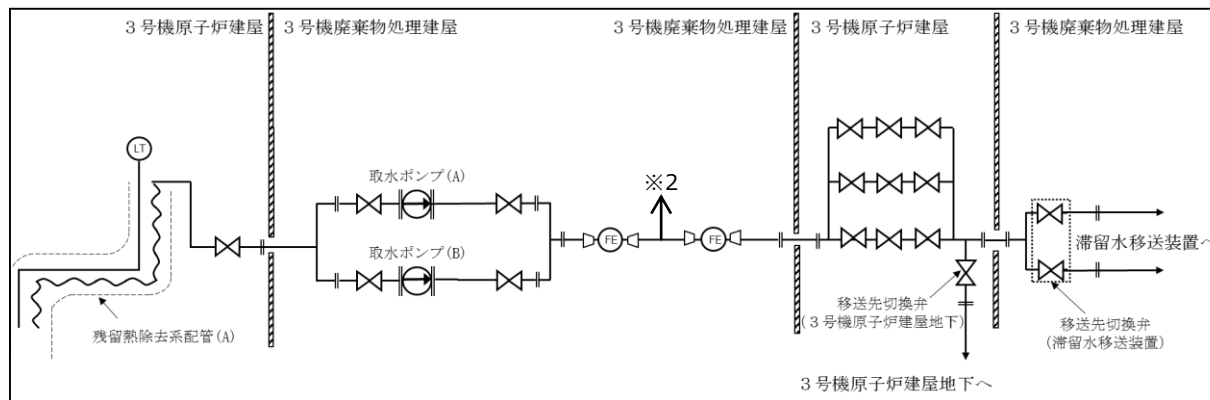 3号機原子炉建屋
3号機廃棄物処理建屋
3号機廃棄物処理建屋
3号機原子炉建屋
3号機廃棄物処理建屋
LT
取水ポンプ(A)
※2
FE
FE
取水ポンプ(B)
滞留水移送装置へ
残留熱除去系配管(A)
移送先切換弁
(3号機原子炉建屋地下)
移送先切換弁
(滞留水移送装置)
3号機原子炉建屋地下へ